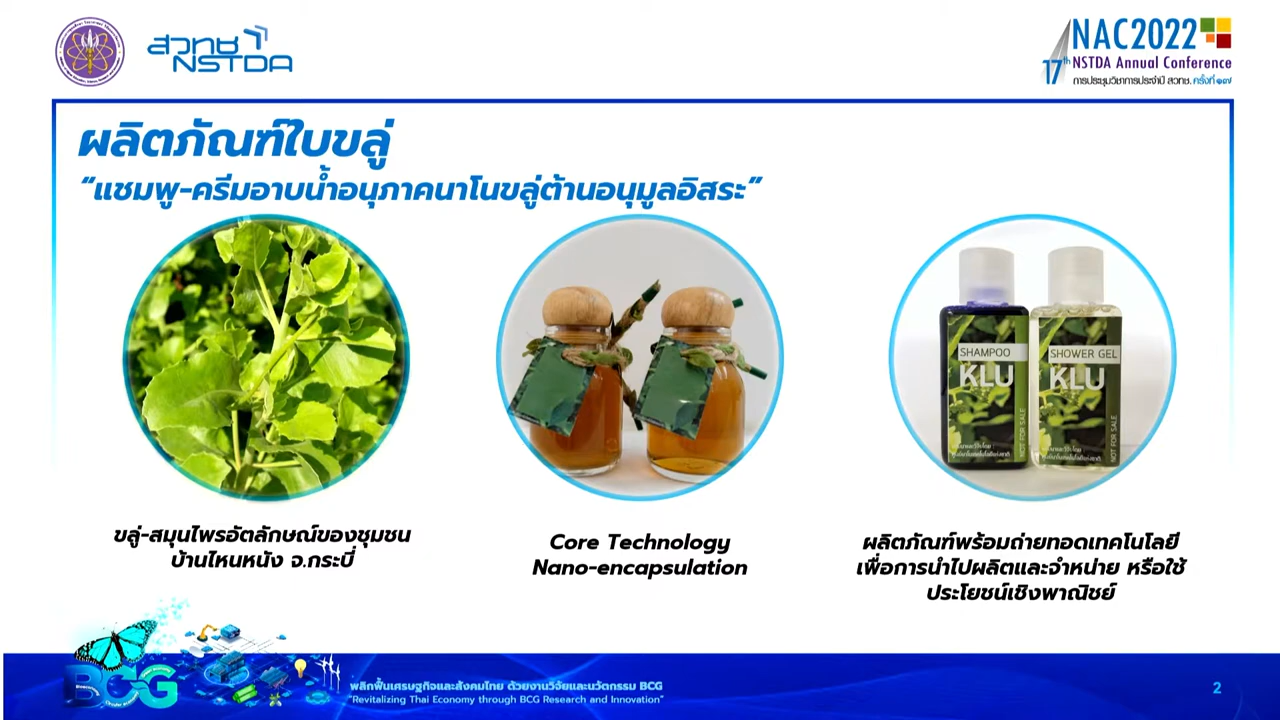 สวทช
NSTDA
NAC2022
17th NSTDA Annual Conference
การประชุมวิชาการประจำปี สวทช. ครั้งที่ ๑๗
ผลิตภัณฑ์ใบขลู่
“แชมพู-ครีมอาบน้ำอนุภาคนาโนขลู่ต้านอนุมูลอิสระ”
SHAMPOO
KLU
NOT FOR SALE
SHOWER GEL
KLU
NOT FOR SALE
ขลู่-สมุนไพรอัตลักษณ์ของชุมชน
บ้านไหนหนัง จ.กระบี่
Core Technology
Nano-encapsulation
ผลิตภัณฑ์พร้อมถ่ายทอดเทคโนโลยี
เพื่อการนำไปผลิตและจำหน่าย หรือใช้
ประโยชน์เชิงพาณิชย์
BCG
พลิกฟื้นเศรษฐกิจและสังคมไทย ด้วยงานวิจัยและนวัตกรรม BCG
"Revitalizing Thai Economy through BCG Research and Innovation"
2